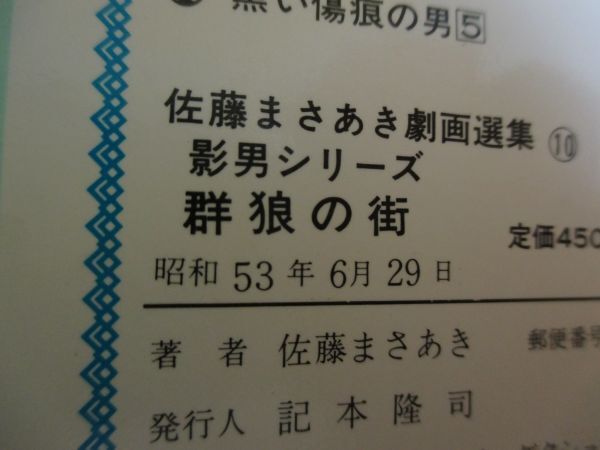 黒い傷痕の男5
佐藤まさあき劇画選集 ⑩
影男シリーズ
群狼の街
定価450
昭和 53 年 6月 29 日
著者 佐藤まさあき
郵便番号
発行人 記本隆司